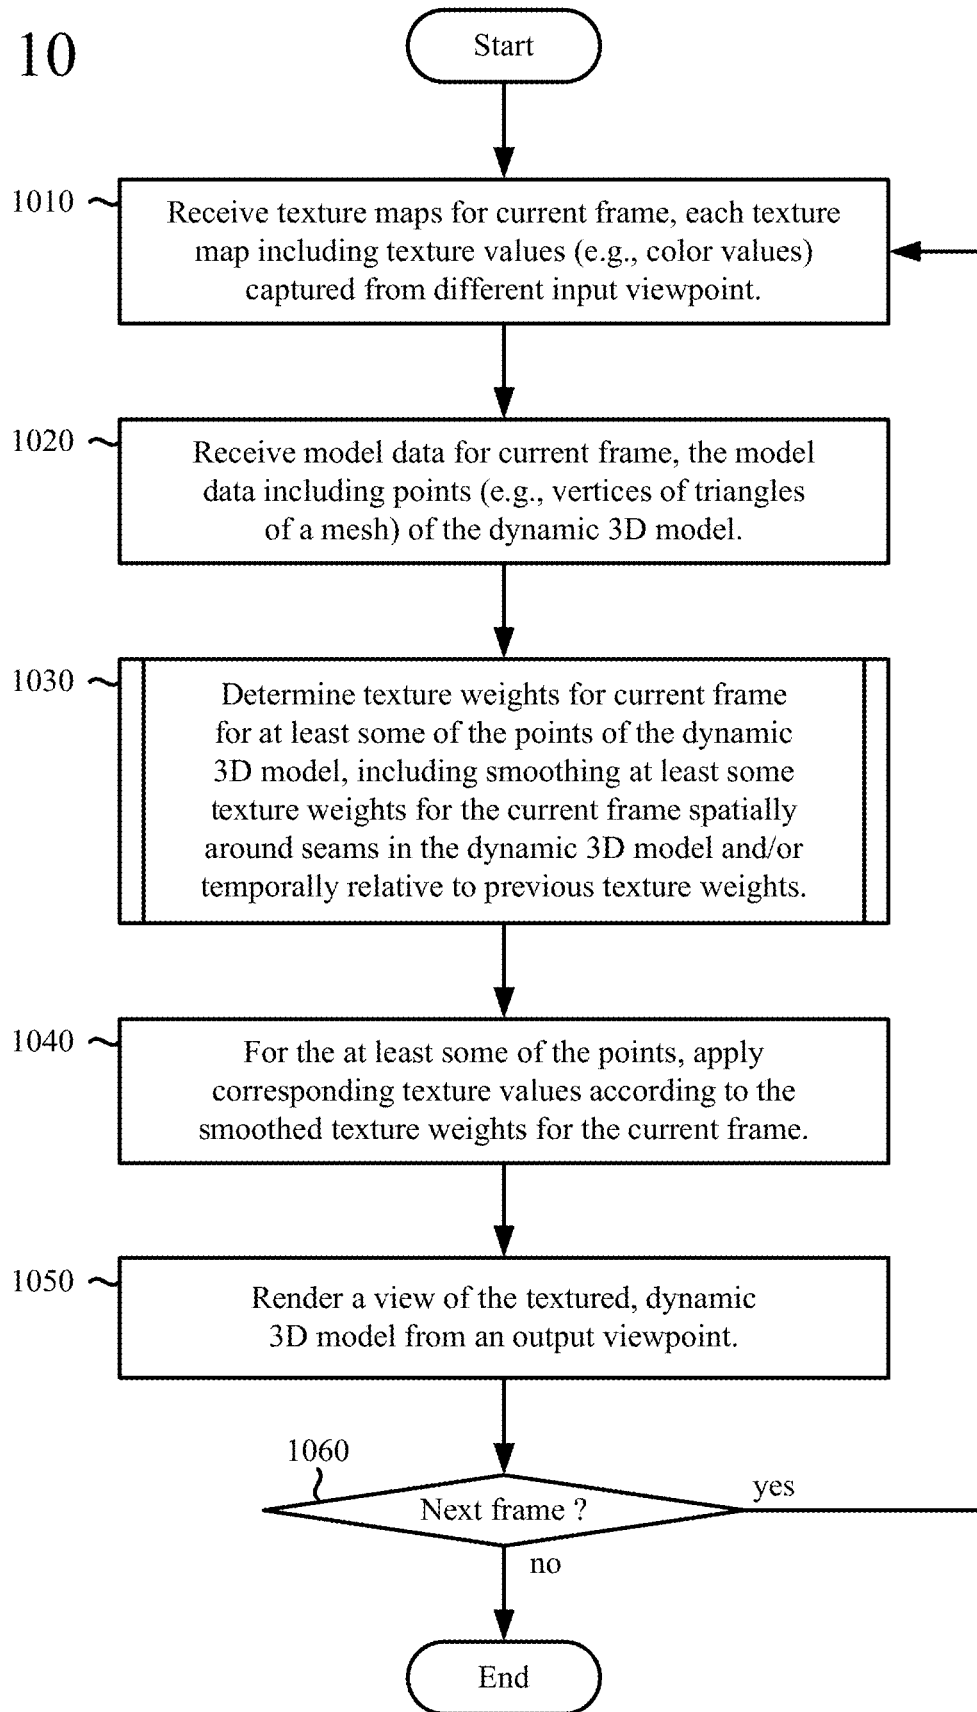 10
Start
1010
Receive texture maps for current frame, each texture
map including texture values (e.g., color values)
captured from different input viewpoint.
1020
Receive model data for current frame, the model
data including points (e.g., vertices of triangles
of a mesh) of the dynamic 3D model.
1030
Determine texture weights for current frame
for at least some of the points of the dynamic
3D model, including smoothing at least some
texture weights for the current frame spatially
around seams in the dynamic 3D model and/or
temporally relative to previous texture weights.
1040
For the at least some of the points, apply
corresponding texture values according to the
smoothed texture weights for the current frame.
1050
Render a view of the textured, dynamic
3D model from an output viewpoint.
1060
Next frame ?
yes
no
End